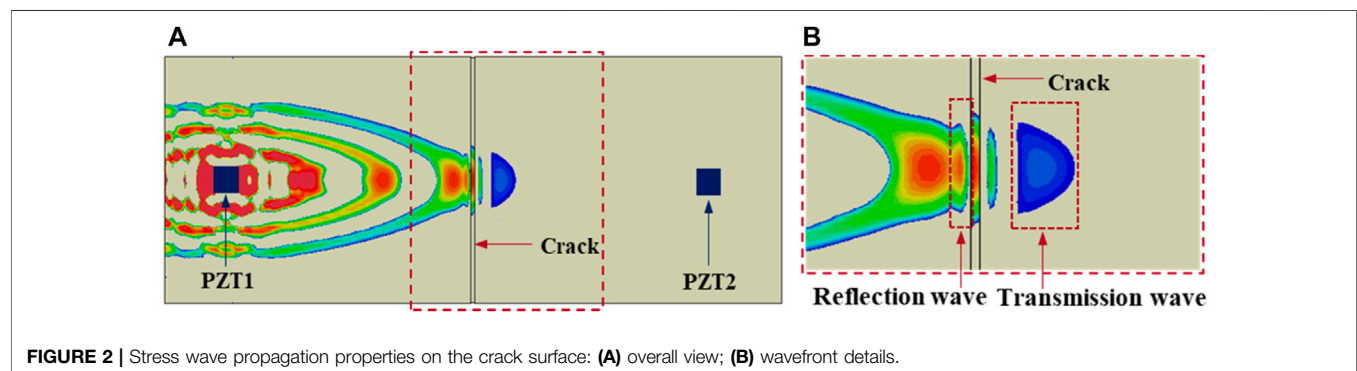 A
B
Crack
PZT1
PZT2
Crack
Reflection wave
Transmission wave
FIGURE 2 | Stress wave propagation properties on the crack surface: (A) overall view; (B) wavefront details.